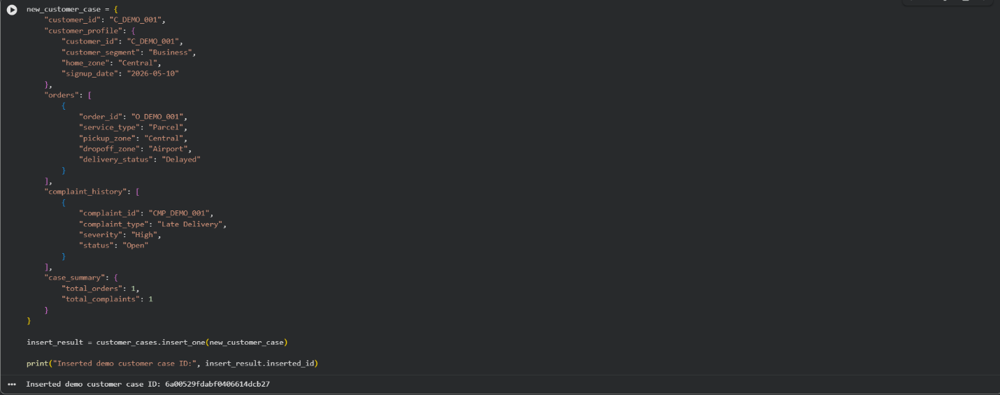 new_customer_case = {
    "customer_id": "C_DEMO_001",
    "customer_profile": {
        "customer_id": "C_DEMO_001",
        "customer_segment": "Business",
        "home_zone": "Central",
        "signup_date": "2026-05-10"
    },
    "orders": [
        {
            "order_id": "O_DEMO_001",
            "service_type": "Parcel",
            "pickup_zone": "Central",
            "dropoff_zone": "Airport",
            "delivery_status": "Delayed"
        }
    ],
    "complaint_history": [
        {
            "complaint_id": "CMP_DEMO_001",
            "complaint_type": "Late Delivery",
            "severity": "High",
            "status": "Open"
        }
    ],
    "case_summary": {
        "total_orders": 1,
        "total_complaints": 1
    }
}
insert_result = customer_cases.insert_one(new_customer_case)
print("Inserted demo customer case ID:", insert_result.inserted_id)
Inserted demo customer case ID: 6a00529fdabf0406614dcb27